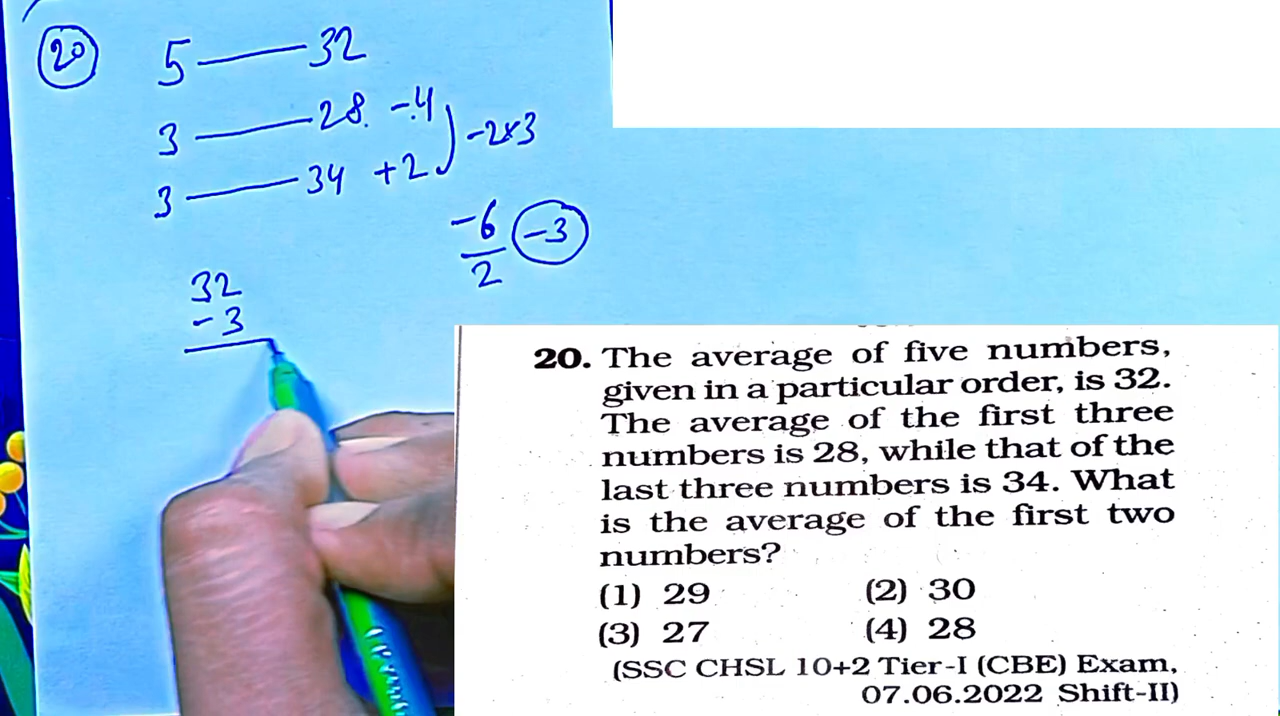 20
5 — 32
3 — 28. -.4
3 — 34 +2
-2×3
-6
2
-3
32
-3
20. The average of five numbers,
given in a particular order, is 32.
The average of the first three
numbers is 28, while that of the
last three numbers is 34. What
is the average of the first two
numbers?
(1) 29 (2) 30
(3) 27 (4) 28
(SSC CHSL 10+2 Tier-I (CBE) Exam,
07.06.2022 Shift-II)